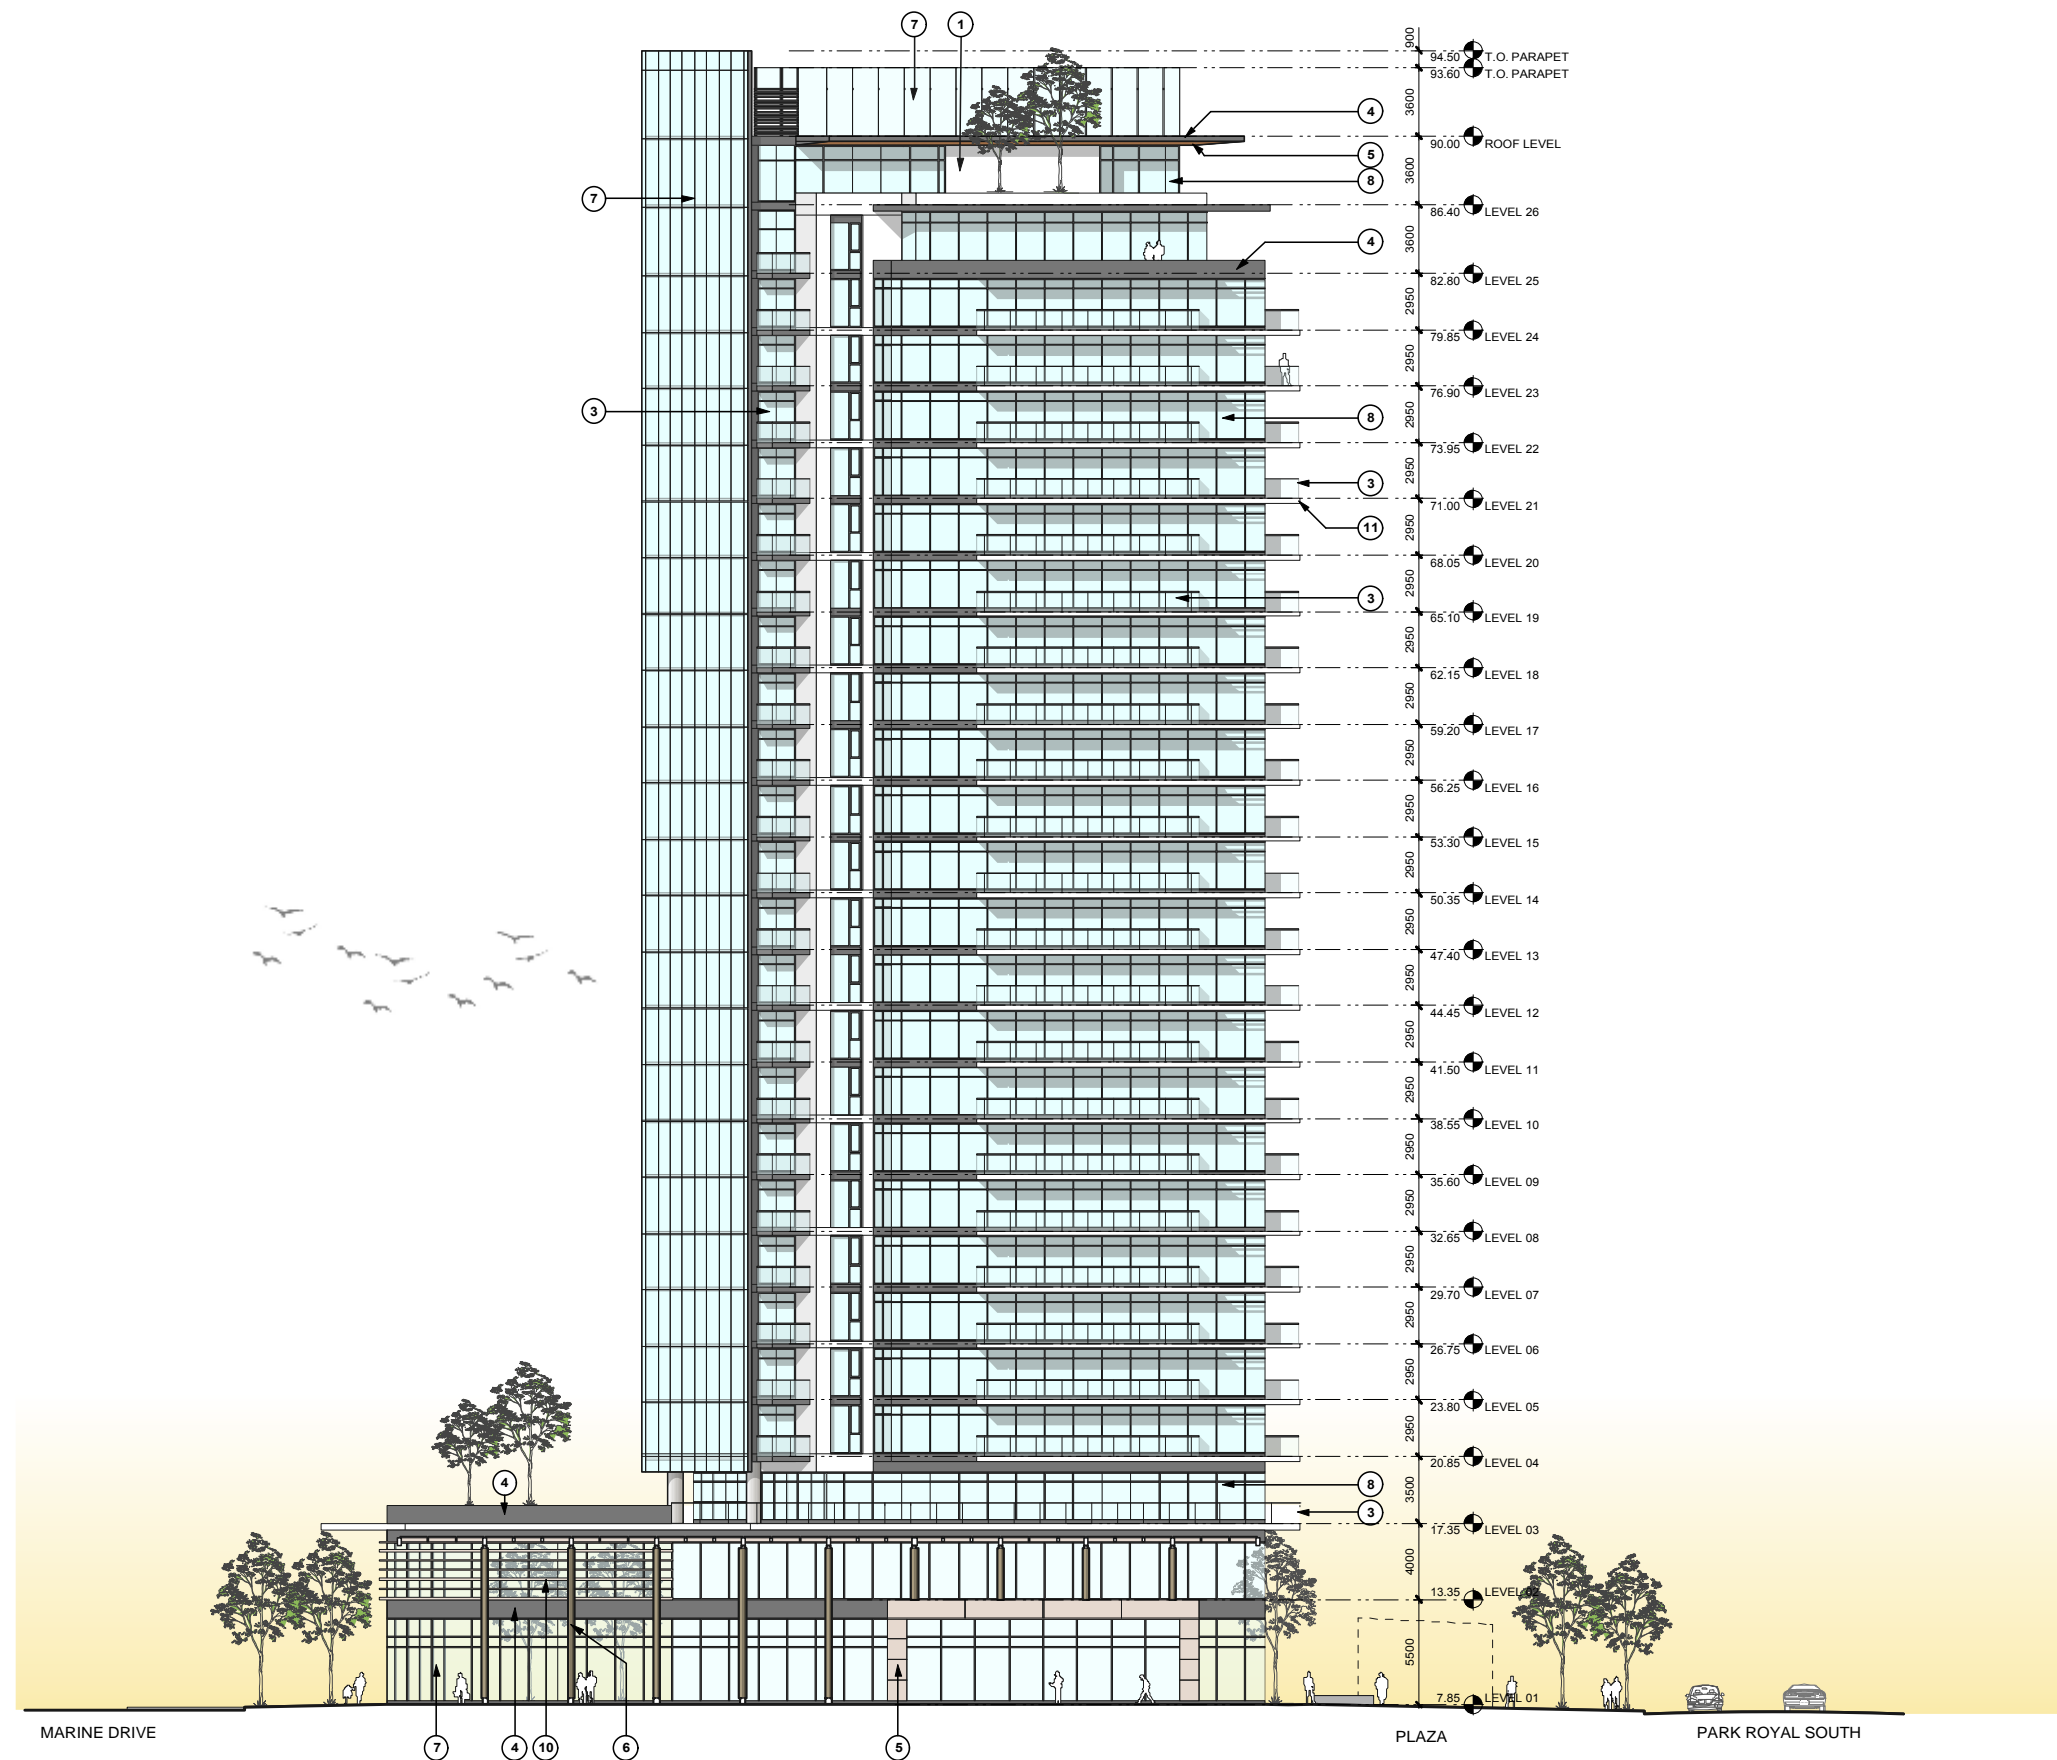 7 1
900
94.50 T.O. PARAPET
93.60 T.O. PARAPET
3600
4
90.00 ROOF LEVEL
5
3600
8
7
86.40 LEVEL 26
3600
4
82.80 LEVEL 25
2950
79.85 LEVEL 24
2950
76.90 LEVEL 23
3
8
2950
73.95 LEVEL 22
2950
3
71.00 LEVEL 21
11
2950
68.05 LEVEL 20
2950
3
65.10 LEVEL 19
2950
62.15 LEVEL 18
2950
59.20 LEVEL 17
2950
56.25 LEVEL 16
2950
53.30 LEVEL 15
2950
50.35 LEVEL 14
2950
47.40 LEVEL 13
2950
44.45 LEVEL 12
2950
41.50 LEVEL 11
2950
38.55 LEVEL 10
2950
35.60 LEVEL 09
2950
32.65 LEVEL 08
2950
29.70 LEVEL 07
2950
26.75 LEVEL 06
2950
23.80 LEVEL 05
2950
20.85 LEVEL 04
4
8
3500
3
17.35 LEVEL 03
4000
13.35 LEVEL 02
5500
7.85 LEVEL 01
MARINE DRIVE
PLAZA
PARK ROYAL SOUTH
7 4 10 6 5